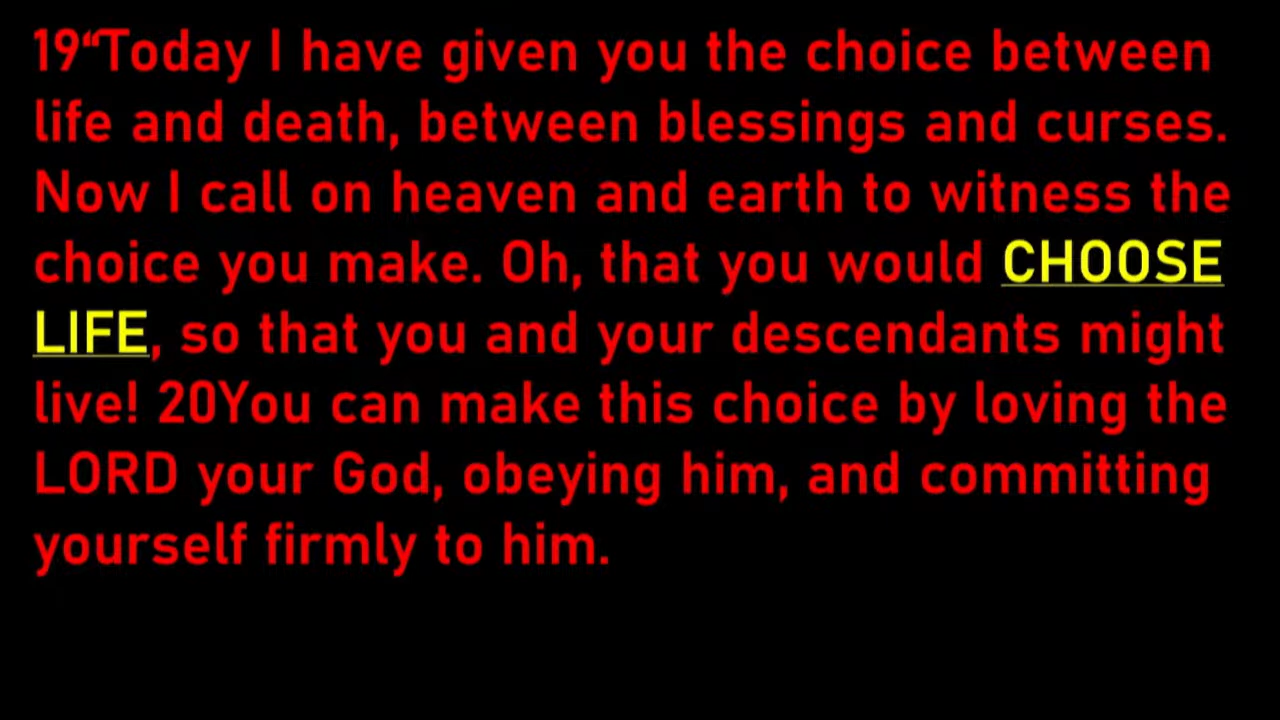 19“Today I have given you the choice between
life and death, between blessings and curses.
Now I call on heaven and earth to witness the
choice you make. Oh, that you would CHOOSE
LIFE, so that you and your descendants might
live! 20You can make this choice by loving the
LORD your God, obeying him, and committing
yourself firmly to him.